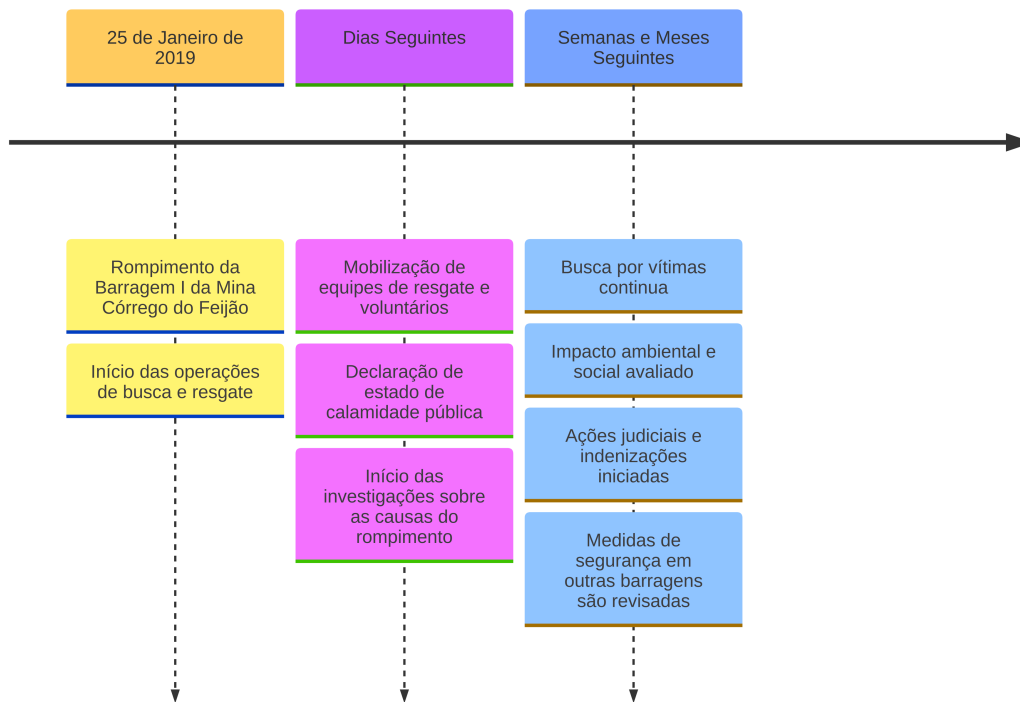 25 de Janeiro de
2019
Dias Seguintes
Semanas e Meses
Seguintes
Rompimento da
Barragem I da Mina
Córrego do Feijão
Início das operações
de busca e resgate
Mobilização de
equipes de resgate e
voluntários
Declaração de
estado de
calamidade pública
Início das
investigações sobre
as causas do
rompimento
Busca por vítimas
continua
Impacto ambiental e
social avaliado
Ações judiciais e
indenizações
iniciadas
Medidas de
segurança em
outras barragens
são revisadas